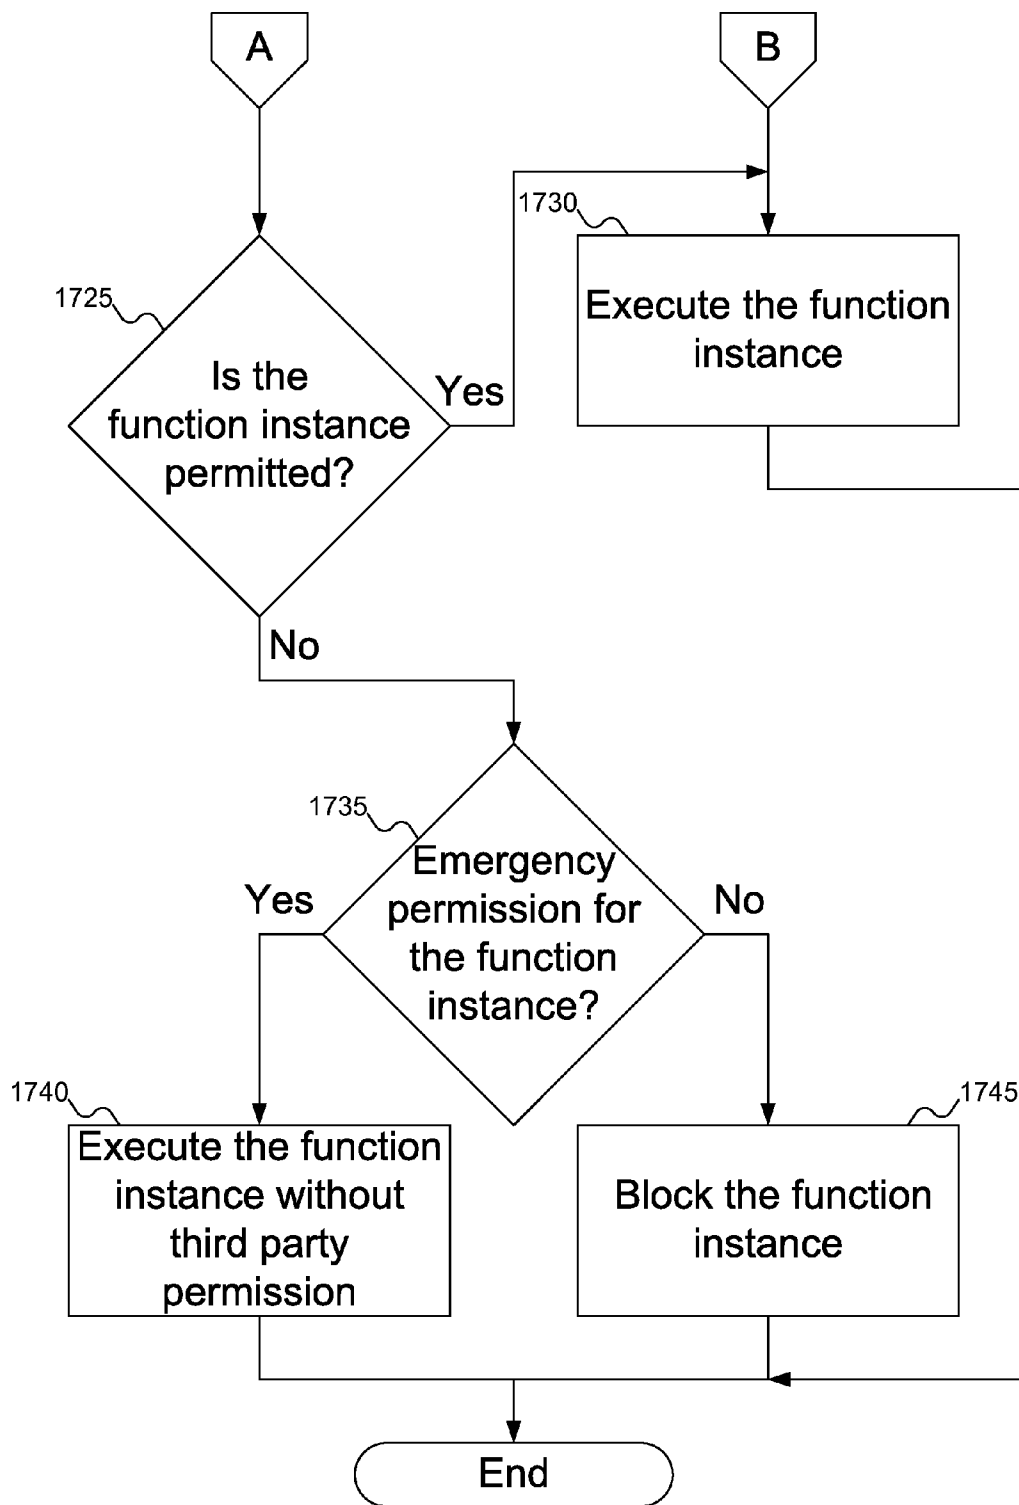 A
B
1730
Execute the function
instance
1725
Is the
function instance
permitted?
Yes
No
1735
Emergency
permission for
the function
instance?
Yes
No
1740
Execute the function
instance without
third party
permission
1745
Block the function
instance
End